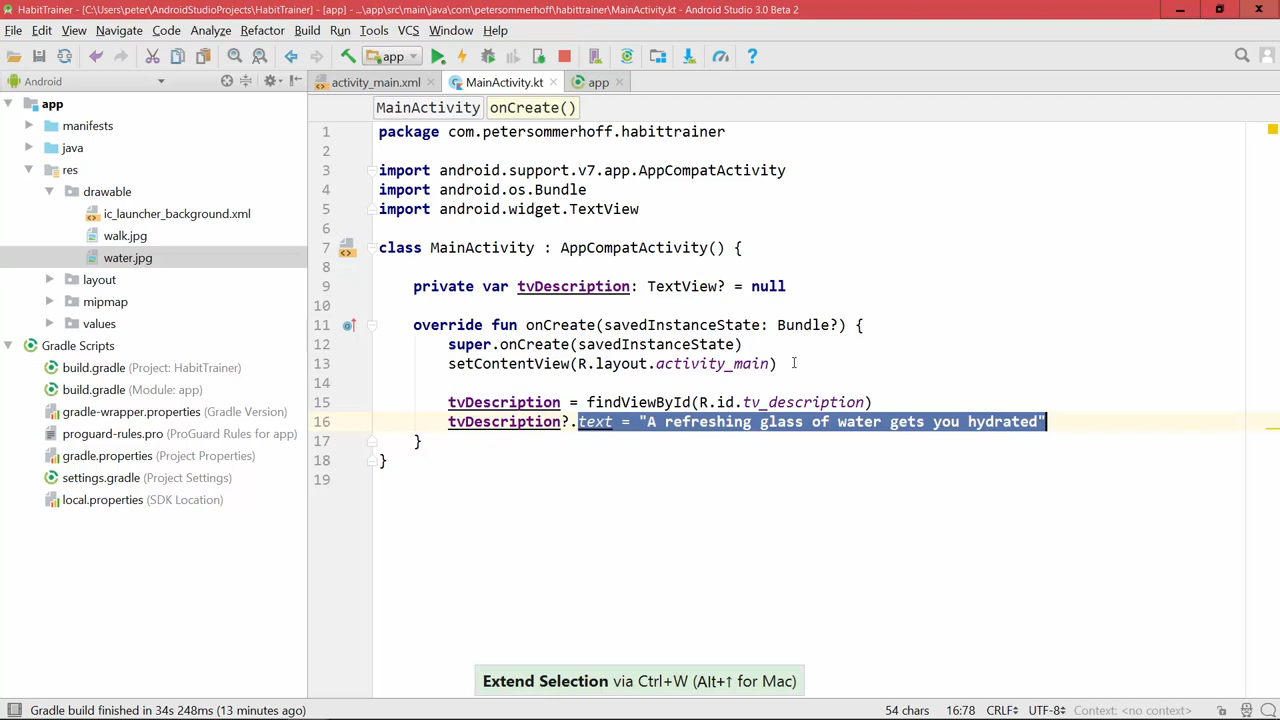 HabitTrainer - [C:\Users\peter\AndroidStudioProjects\HabitTrainer] - [app] - ...\app\src\main\java\com\petersommerhoff\habittrainer\MainActivity.kt - Android Studio 3.0 Beta 2
File Edit View Navigate Code Analyze Refactor Build Run Tools VCS Window Help
app
Android
activity_main.xml
MainActivity.kt
app
app
manifests
java
res
drawable
ic_launcher_background.xml
walk.jpg
water.jpg
layout
mipmap
values
Gradle Scripts
build.gradle (Project: HabitTrainer)
build.gradle (Module: app)
gradle-wrapper.properties (Gradle Version)
proguard-rules.pro (ProGuard Rules for app)
gradle.properties (Project Properties)
settings.gradle (Project Settings)
local.properties (SDK Location)
MainActivity onCreate()
1 package com.petersommerhoff.habittrainer
2
3 import android.support.v7.app.AppCompatActivity
4 import android.os.Bundle
5 import android.widget.TextView
6
7 class MainActivity : AppCompatActivity() {
8
9 private var tvDescription: TextView? = null
10
11 override fun onCreate(savedInstanceState: Bundle?) {
12 super.onCreate(savedInstanceState)
13 setContentView(R.layout.activity_main)
14
15 tvDescription = findViewById(R.id.tv_description)
16 tvDescription?.text = "A refreshing glass of water gets you hydrated"
17 }
18 }
19
Extend Selection via Ctrl+W (Alt+↑ for Mac)
Gradle build finished in 34s 248ms (13 minutes ago)
54 chars 16:78 CRLF UTF-8 Context: <no context>